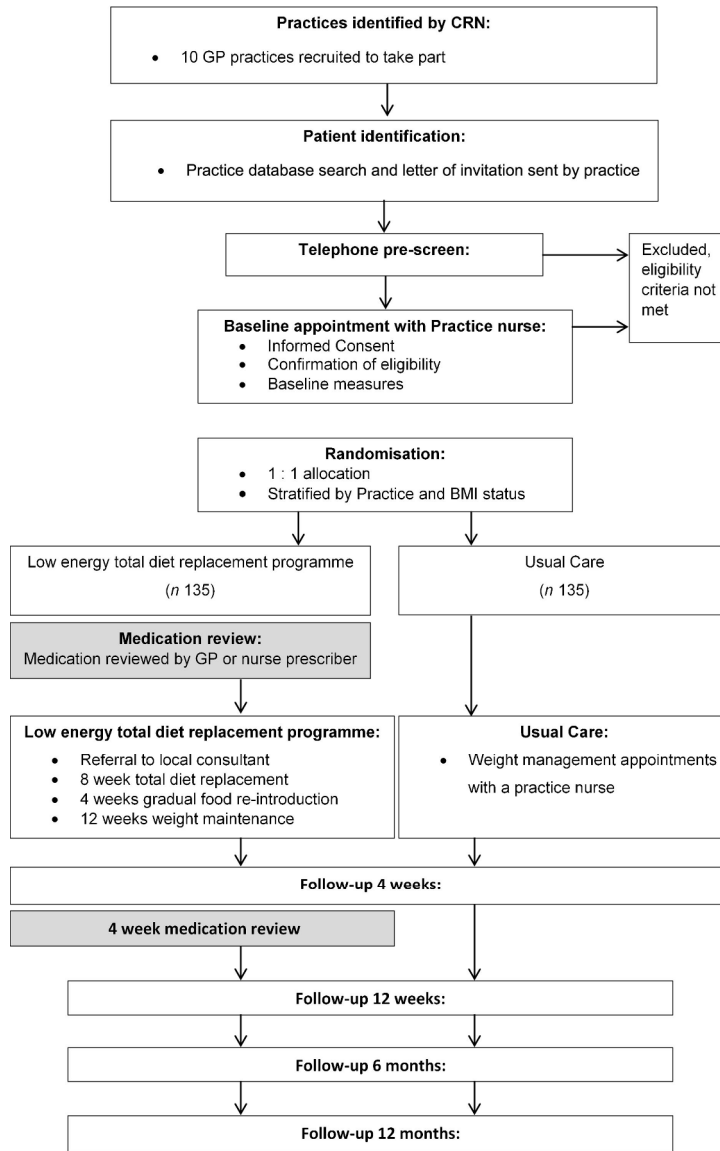 Practices identified by CRN:
• 10 GP practices recruited to take part
Patient identification:
• Practice database search and letter of invitation sent by practice
Telephone pre-screen:
Excluded,
eligibility
criteria not
met
Baseline appointment with Practice nurse:
• Informed Consent
• Confirmation of eligibility
• Baseline measures
Randomisation:
• 1 : 1 allocation
• Stratified by Practice and BMI status
Low energy total diet replacement programme
(n 135)
Usual Care
(n 135)
Medication review:
Medication reviewed by GP or nurse prescriber
Low energy total diet replacement programme:
• Referral to local consultant
• 8 week total diet replacement
• 4 weeks gradual food re-introduction
• 12 weeks weight maintenance
Usual Care:
• Weight management appointments
with a practice nurse
Follow-up 4 weeks:
4 week medication review
Follow-up 12 weeks:
Follow-up 6 months:
Follow-up 12 months: